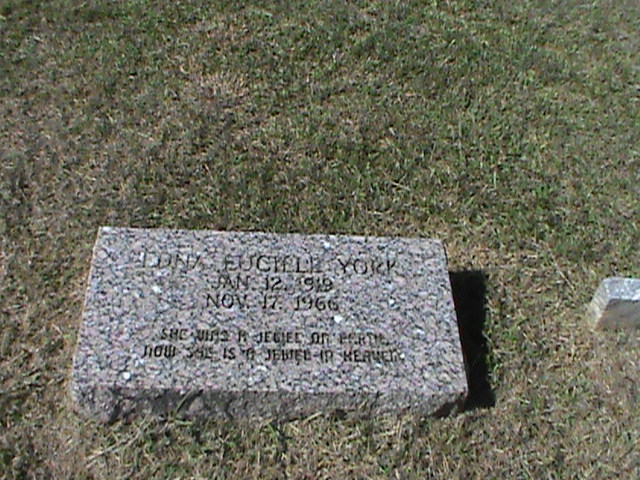 EDNA LUCILLE YORK
JAN. 12, 1919
NOV. 17, 1966
SHE WAS A JEWEL ON EARTH,
NOW SHE IS A JEWEL IN HEAVEN.